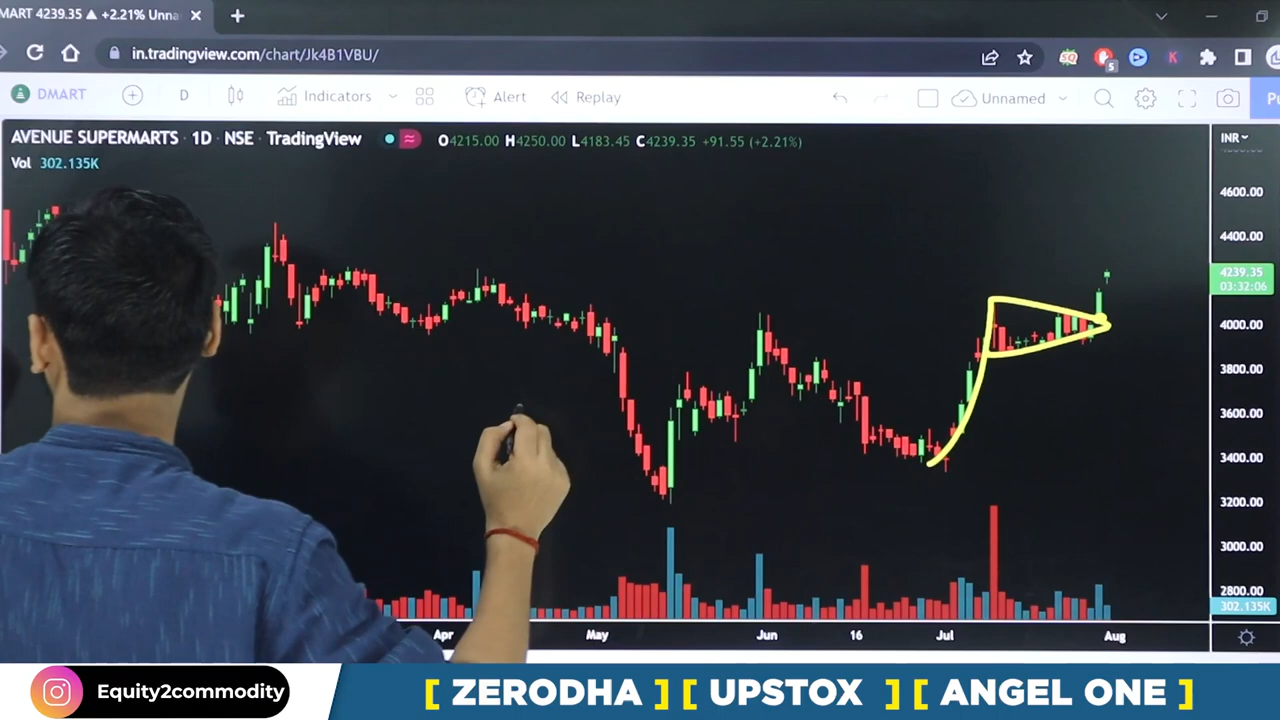 MART 4239.35 ▲ +2.21% Unna
in.tradingview.com/chart/Jk4B1VBU/
DMART D Indicators Alert Replay Unnamed
AVENUE SUPERMARTS · 1D · NSE · TradingView O4215.00 H4250.00 L4183.45 C4239.35 +91.55 (+2.21%)
INR
Vol 302.135K
4600.00
4400.00
4239.35
03:32:06
4000.00
3800.00
3600.00
3400.00
3200.00
3000.00
2800.00
302.135K
Apr May Jun 16 Jul Aug
Equity2commodity
[ ZERODHA ] [ UPSTOX ] [ ANGEL ONE ]